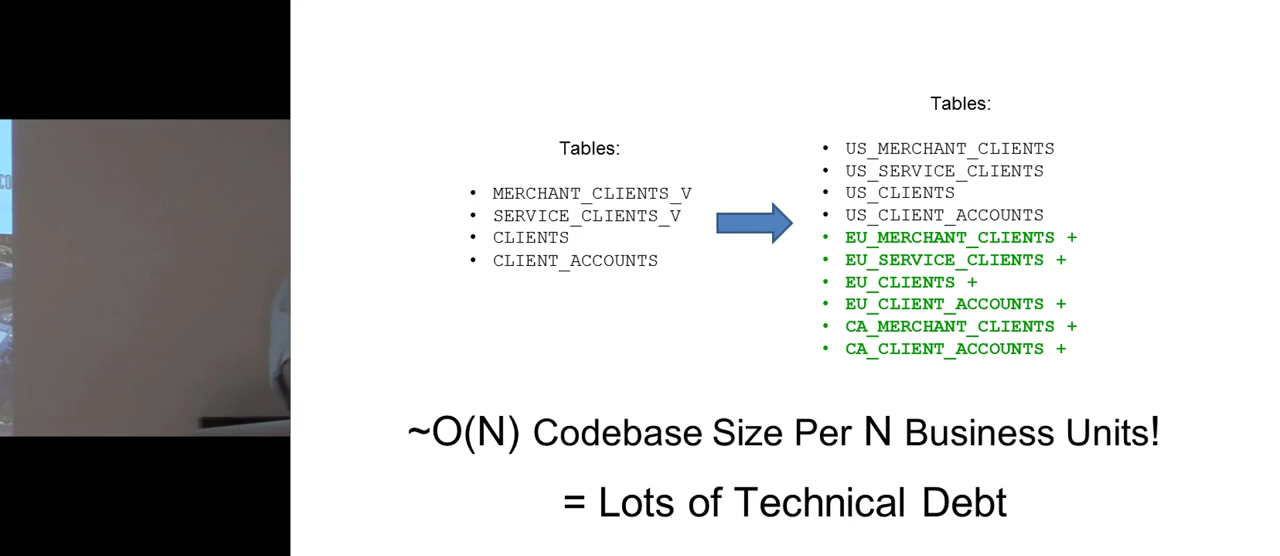 Tables:
• MERCHANT_CLIENTS_V
• SERVICE_CLIENTS_V
• CLIENTS
• CLIENT_ACCOUNTS
Tables:
• US_MERCHANT_CLIENTS
• US_SERVICE_CLIENTS
• US_CLIENTS
• US_CLIENT_ACCOUNTS
• EU_MERCHANT_CLIENTS +
• EU_SERVICE_CLIENTS +
• EU_CLIENTS +
• EU_CLIENT_ACCOUNTS +
• CA_MERCHANT_CLIENTS +
• CA_CLIENT_ACCOUNTS +
~O(N) Codebase Size Per N Business Units!
= Lots of Technical Debt